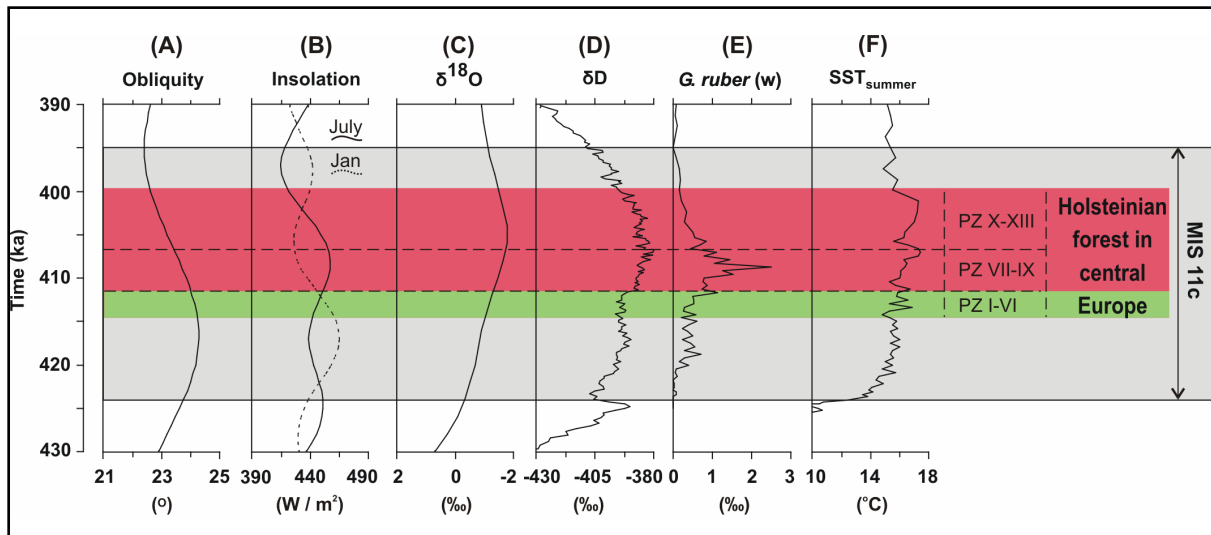 (A) (B) (C) (D) (E) (F)
Obliquity Insolation δ18O δD G. ruber (w) SSTsummer
390
400
410
420
430
Time (ka)
July
Jan
PZ X-XIII
PZ VII-IX
PZ I-VI
Holsteinian
forest in
central
Europe
MIS 11c
21 23 25 390 440 490 2 0 -2 -430 -405 -380 0 1 2 3 10 14 18
(o) (W / m2) (‰) (‰) (‰) (°C)